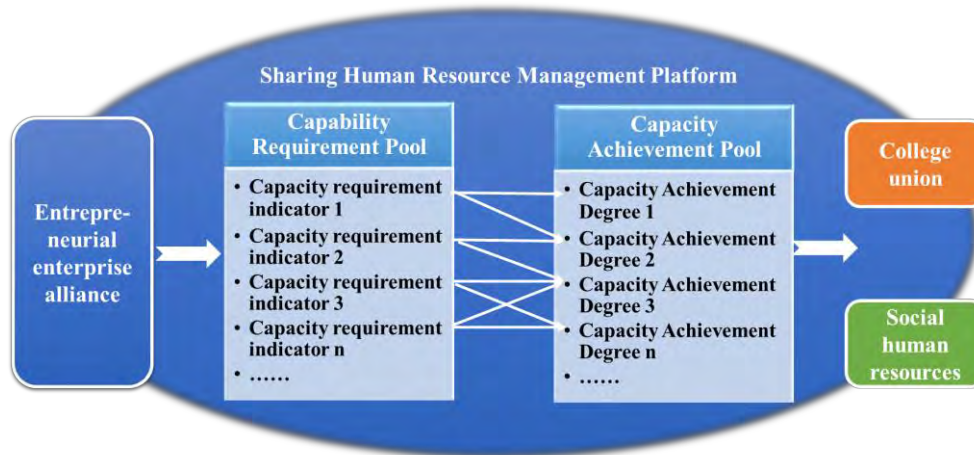 Sharing Human Resource Management Platform
Entrepre-
neurial
enterprise
alliance
Capability
Requirement Pool
• Capacity requirement
indicator 1
• Capacity requirement
indicator 2
• Capacity requirement
indicator 3
• Capacity requirement
indicator n
• ……
Capacity
Achievement Pool
• Capacity Achievement
Degree 1
• Capacity Achievement
Degree 2
• Capacity Achievement
Degree 3
• Capacity Achievement
Degree n
• ……
College
union
Social
human
resources